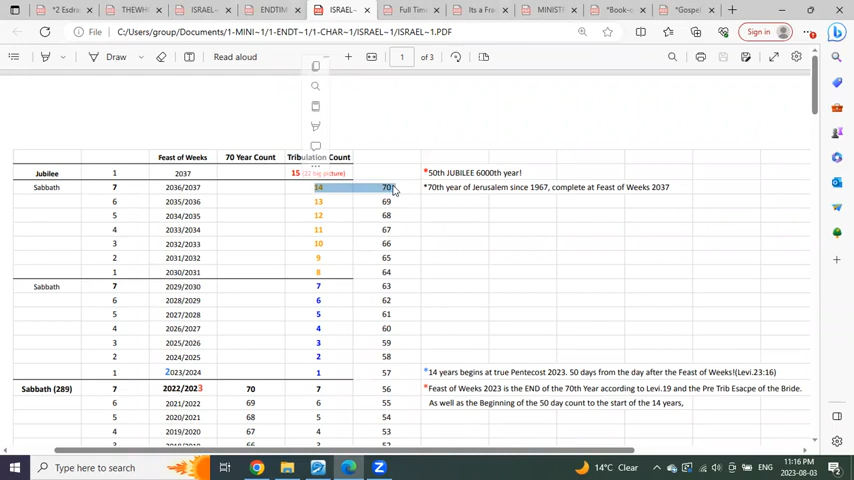 *2 Esdra
THEWHO
ISRAEL-
ENDTIM
ISRAEL~
Full Time
Its a Fra
MINISTI
*Book-o
*Gospel
File C:/Users/group/Documents/1-MINI~1/1-ENDT~1/1-CHAR~1/ISRAEL~1.PDF
Sign in
Draw Read aloud 1 of 3
Feast of Weeks 70 Year Count Tribulation Count
Jubilee 1 2037 15 (22 big picture) *50th JUBILEE 6000th year!
Sabbath 7 2036/2037 14 70* *70th year of Jerusalem since 1967, complete at Feast of Weeks 2037
6 2035/2036 13 69
5 2034/2035 12 68
4 2033/2034 11 67
3 2032/2033 10 66
2 2031/2032 9 65
1 2030/2031 8 64
Sabbath 7 2029/2030 7 63
6 2028/2029 6 62
5 2027/2028 5 61
4 2026/2027 4 60
3 2025/2026 3 59
2 2024/2025 2 58
1 2023/2024 1 57 *14 years begins at true Pentecost 2023. 50 days from the day after the Feast of Weeks!(Levi.23:16)
Sabbath (289) 7 2022/2023 70 7 56 *Feast of Weeks 2023 is the END of the 70th Year according to Levi.19 and the Pre Trib Esacpe of the Bride.
6 2021/2022 69 6 55 As well as the Beginning of the 50 day count to the start of the 14 years,
5 2020/2021 68 5 54
4 2019/2020 67 4 53
3 2018/2019 66 3 52
Type here to search
14°C Clear
ENG
11:16 PM
2023-08-03